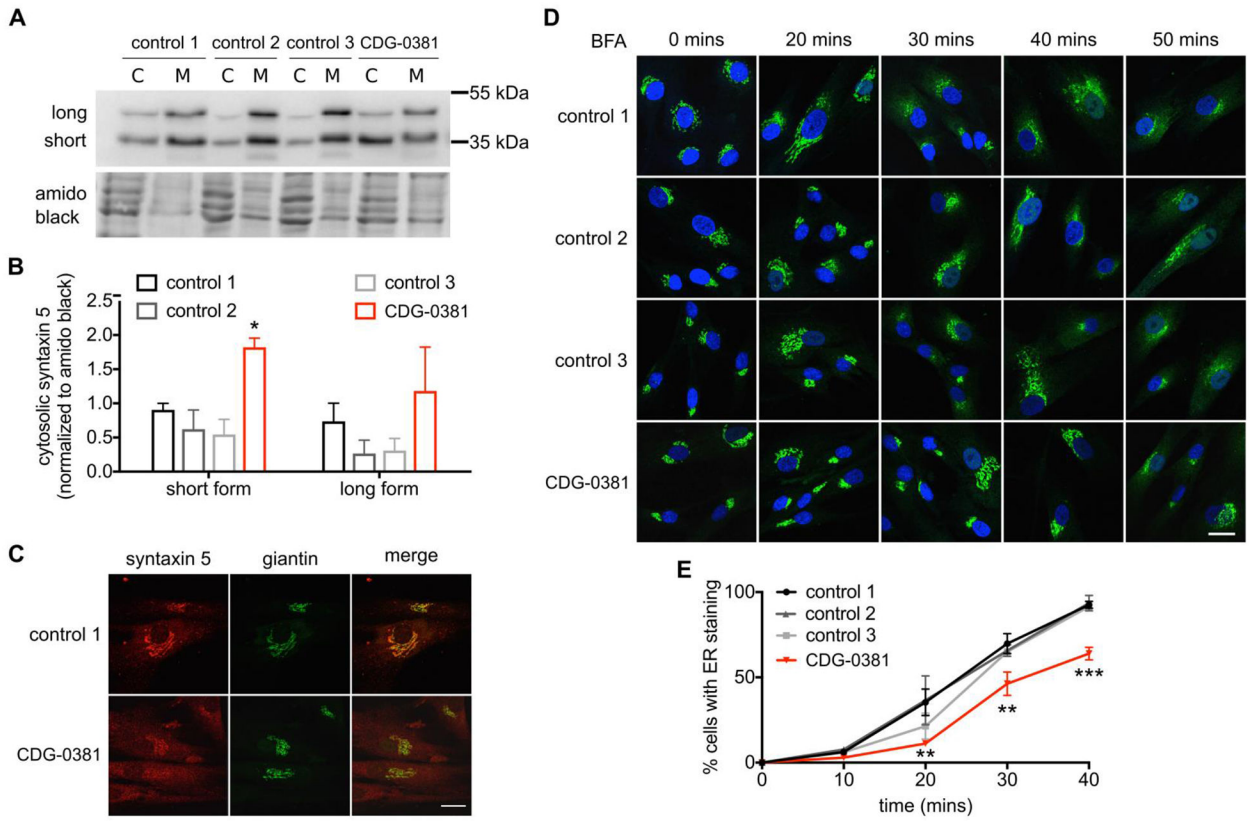 A
control 1 control 2 control 3 CDG-0381
C M C M C M C M
55 kDa
long
short
35 kDa
amido
black
B
cytosolic syntaxin 5
(normalized to amido black)
control 1
control 2
control 3
CDG-0381
2.5
2.0
1.5
1.0
0.5
0.0
*
short form
long form
C
syntaxin 5 giantin merge
control 1
CDG-0381
D
BFA 0 mins 20 mins 30 mins 40 mins 50 mins
control 1
control 2
control 3
CDG-0381
E
% cells with ER staining
100
50
0
control 1
control 2
control 3
CDG-0381
**
**
***
0 10 20 30 40
time (mins)